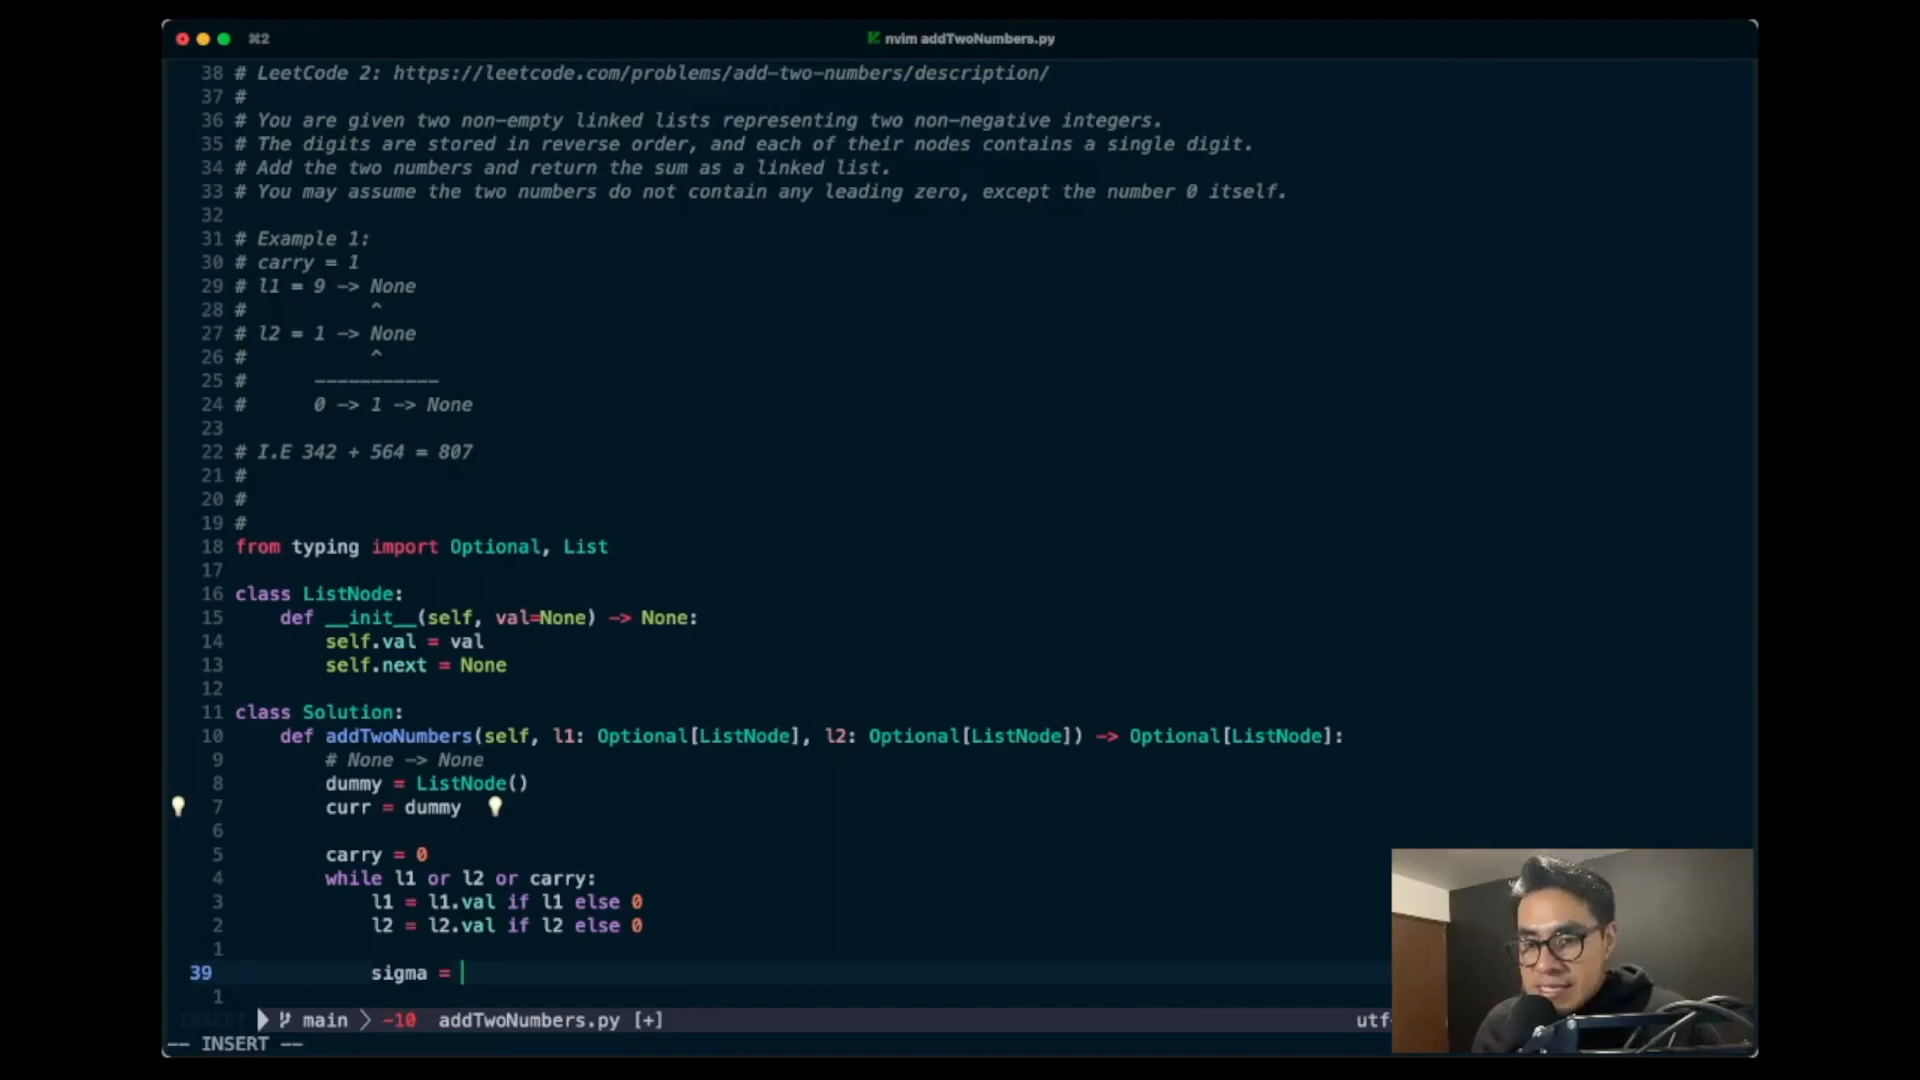 ⌘2
nvim addTwoNumbers.py
38 # LeetCode 2: https://leetcode.com/problems/add-two-numbers/description/
37 #
36 # You are given two non-empty linked lists representing two non-negative integers.
35 # The digits are stored in reverse order, and each of their nodes contains a single digit.
34 # Add the two numbers and return the sum as a linked list.
33 # You may assume the two numbers do not contain any leading zero, except the number 0 itself.
32
31 # Example 1:
30 # carry = 1
29 # l1 = 9 -> None
28 #           ^
27 # l2 = 1 -> None
26 #           ^
25 #      -----------
24 #      0 -> 1 -> None
23
22 # I.E 342 + 564 = 807
21 #
20 #
19 #
18 from typing import Optional, List
17
16 class ListNode:
15     def __init__(self, val=None) -> None:
14         self.val = val
13         self.next = None
12
11 class Solution:
10     def addTwoNumbers(self, l1: Optional[ListNode], l2: Optional[ListNode]) -> Optional[ListNode]:
9         # None -> None
8         dummy = ListNode()
7         curr = dummy
6
5         carry = 0
4         while l1 or l2 or carry:
3             l1 = l1.val if l1 else 0
2             l2 = l2.val if l2 else 0
1
39             sigma =
1
INSERT main -10 addTwoNumbers.py [+] utf-
-- INSERT --